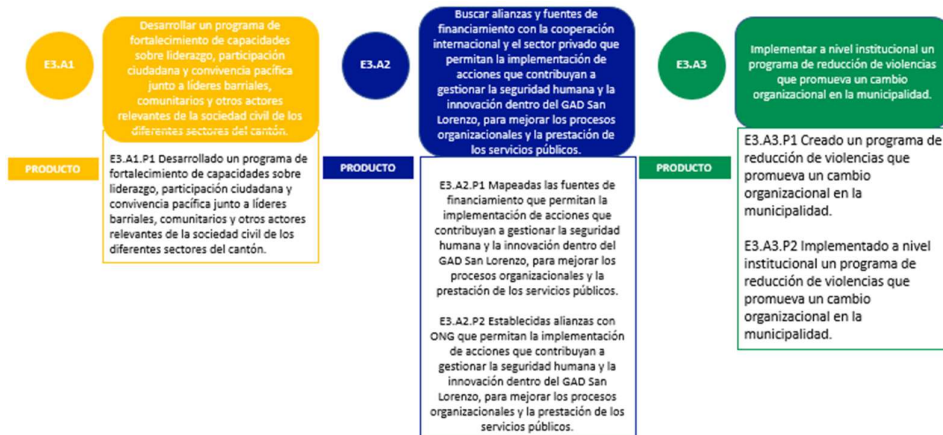 E3.A1
Desarrollar un programa de
fortalecimiento de capacidades
sobre liderazgo, participación
ciudadana y convivencia pacífica
junto a líderes barriales,
comunitarios y otros actores
relevantes de la sociedad civil de los
diferentes sectores del cantón.
PRODUCTO
E3.A1.P1 Desarrollado un programa de
fortalecimiento de capacidades sobre
liderazgo, participación ciudadana y
convivencia pacífica junto a líderes
barriales, comunitarios y otros actores
relevantes de la sociedad civil de los
diferentes sectores del cantón.
E3.A2
Buscar alianzas y fuentes de
financiamiento con la cooperación
internacional y el sector privado que
permitan la implementación de
acciones que contribuyan a
gestionar la seguridad humana y la
innovación dentro del GAD San
Lorenzo, para mejorar los procesos
organizacionales y la prestación de
los servicios públicos.
PRODUCTO
E3.A2.P1 Mapeadas las fuentes de
financiamiento que permitan la
implementación de acciones que
contribuyan a gestionar la seguridad
humana y la innovación dentro del
GAD San Lorenzo, para mejorar los
procesos organizacionales y la
prestación de los servicios públicos.
E3.A2.P2 Establecidas alianzas con
ONG que permitan la implementación
de acciones que contribuyan a
gestionar la seguridad humana y la
innovación dentro del GAD San
Lorenzo, para mejorar los procesos
organizacionales y la prestación de los
servicios públicos.
E3.A3
Implementar a nivel institucional un
programa de reducción de violencias
que promueva un cambio
organizacional en la municipalidad.
PRODUCTO
E3.A3.P1 Creado un programa de
reducción de violencias que
promueva un cambio
organizacional en la
municipalidad.
E3.A3.P2 Implementado a nivel
institucional un programa de
reducción de violencias que
promueva un cambio
organizacional en la
municipalidad.